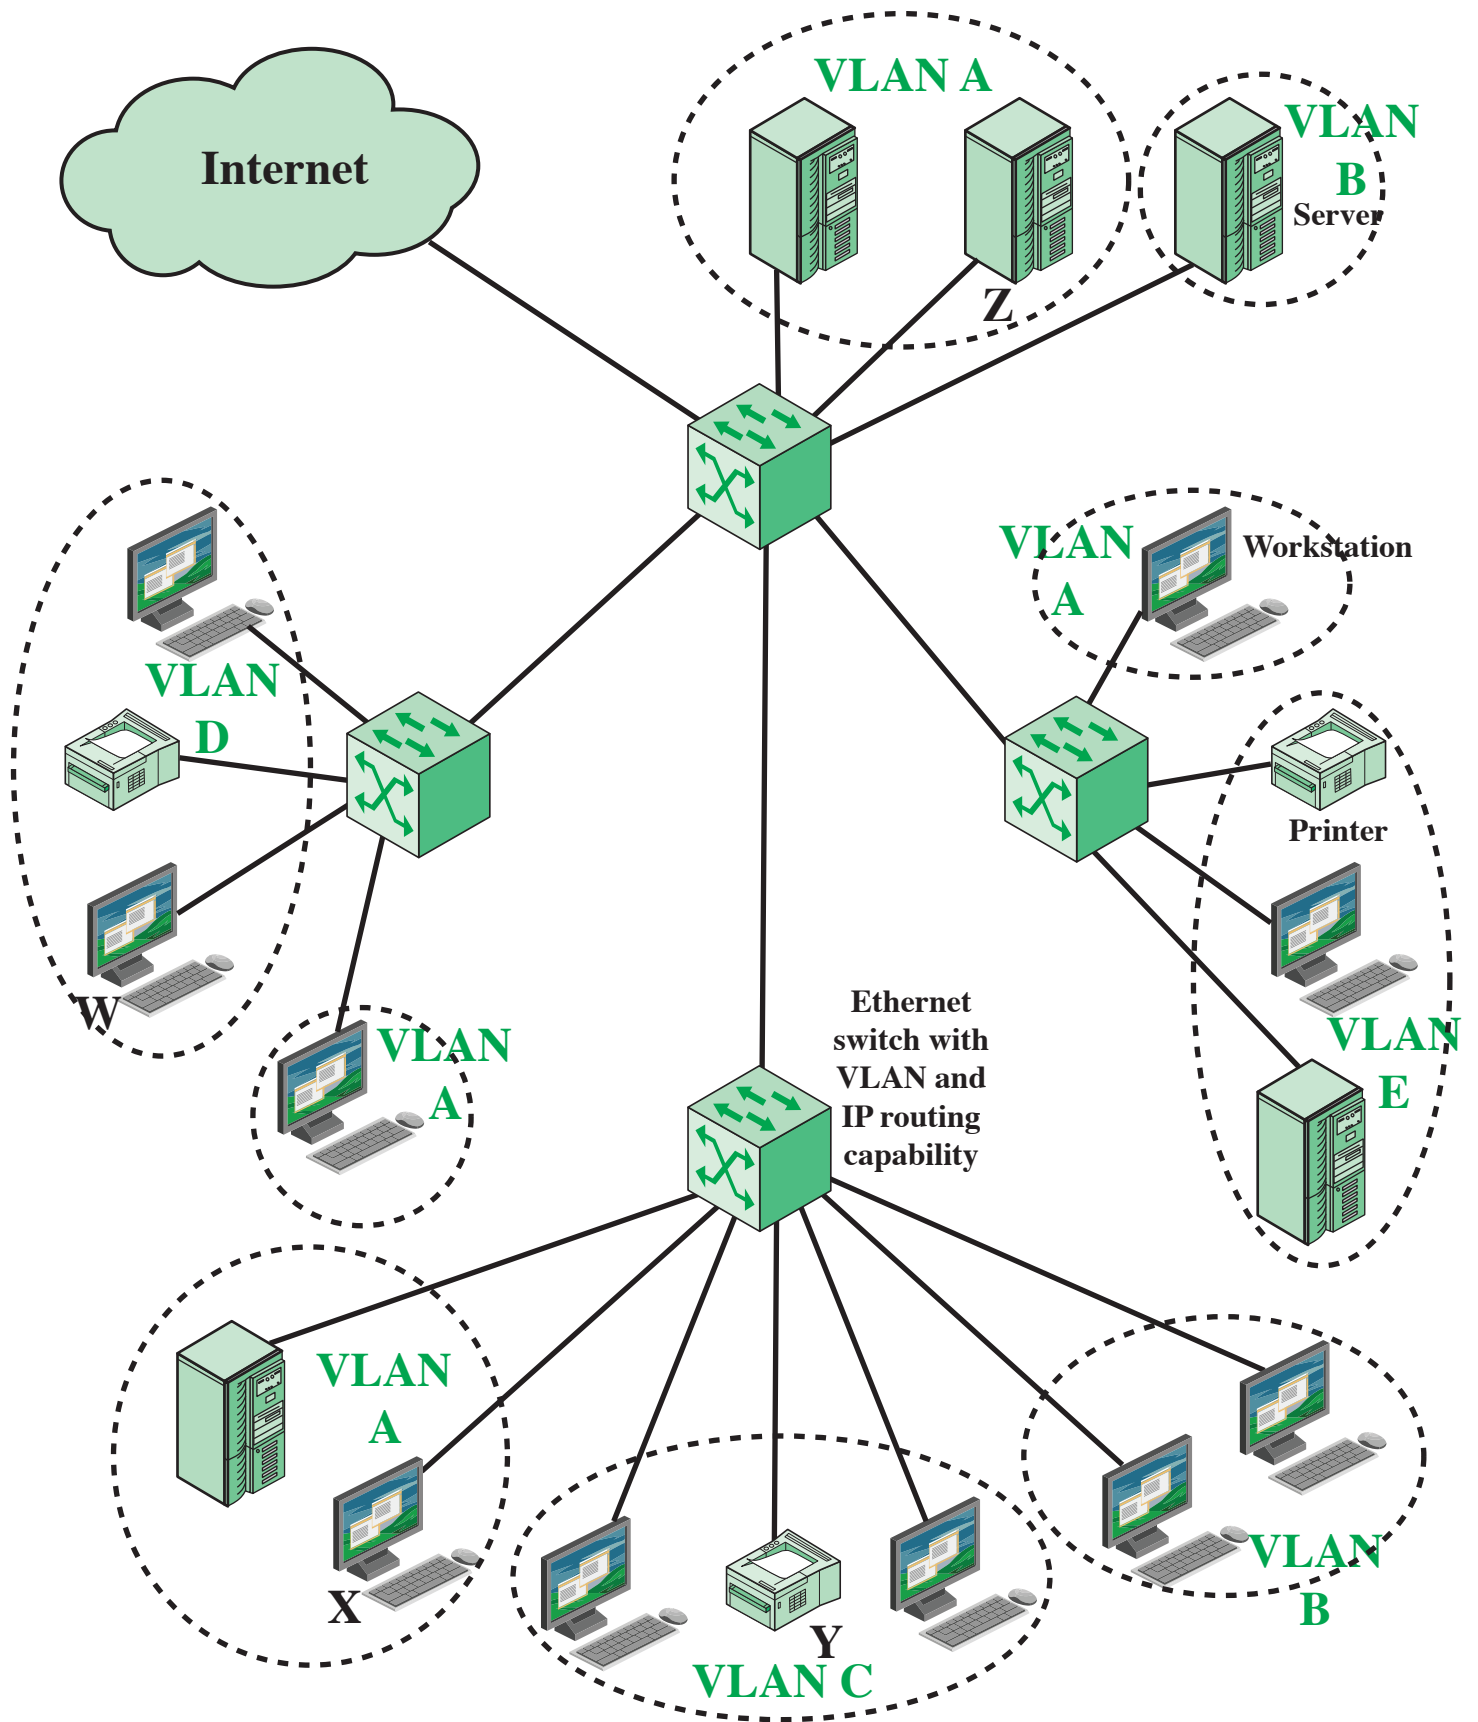 VLAN A
VLAN
B
Server
Internet
Z
VLAN
A
Workstation
VLAN
D
Printer
W
VLAN
A
Ethernet
switch with
VLAN and
IP routing
capability
VLAN
E
VLAN
A
X
VLAN
B
Y
VLAN C